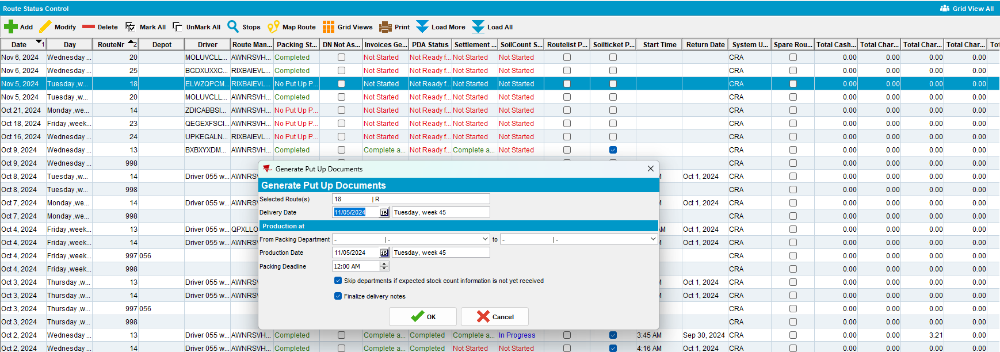 Route Status Control Grid View All
Add Modify Delete Mark All UnMark All Stops Map Route Grid Views Print Load More Load All
Date 1 Day RouteNr 2 Depot Driver Route Man... Packing St... DN Not As... Invoices Ge... PDA Status Settlement ... SoilCount S... Routelist P... Soilticket P... Start Time Return Date System U... Spare Rou... Total Cash... Total Char... Total Char... Total Char...
Nov 6, 2024 Wednesday ... 20 MOLUVCLL... AWNRSVH... Completed Not Started Not Ready f... Not Started Not Started CRA 0.00 0.00 0.00 0.00
Nov 6, 2024 Wednesday ... 25 BGDXUXXC... RIXBAIEVL... Completed Not Started Not Ready f... Not Started Not Started CRA 0.00 0.00 0.00 0.00
Nov 5, 2024 Tuesday ,w... 18 ELWZQPCM... RIXBAIEVL... No Put Up P... Not Started Not Ready f... Not Started Not Started CRA 0.00 0.00 0.00 0.00
Nov 5, 2024 Tuesday ,w... 20 MOLUVCLL... AWNRSVH... Completed Not Started Not Ready f... Not Started Not Started CRA 0.00 0.00 0.00 0.00
Oct 21, 2024 Monday ,we... 14 ZDICABBSI... AWNRSVH... No Put Up P... Not Started Not Ready f... Not Started Not Started CRA 0.00 0.00 0.00 0.00
Oct 18, 2024 Friday ,week... 23 QEGEXFSCI... AWNRSVH... No Put Up P... Not Started Not Ready f... Not Started Not Started CRA 0.00 0.00 0.00 0.00
Oct 16, 2024 Wednesday ... 24 UPKEGALN... RIXBAIEVL... No Put Up P... Not Started Not Ready f... Not Started Not Started CRA 0.00 0.00 0.00 0.00
Oct 9, 2024 Wednesday ... 13 BXBXYXDM... AWNRSVH... Completed Complete a... Not Ready f... Complete a... Not Started CRA 0.00 0.00 0.00 0.00
Oct 9, 2024 Wednesday ... 998 CRA 0.00 0.00 0.00 0.00
Oct 8, 2024 Tuesday ,w... 14 Driver 055 w... AWNRSV M Oct 1, 2024 CRA 0.00 0.00 0.00 0.00
Oct 8, 2024 Tuesday ,w... 998 CRA 0.00 0.00 0.00 0.00
Oct 7, 2024 Monday ,we... 14 Driver 055 w... AWNRSV M Oct 1, 2024 CRA 0.00 0.00 0.00 0.00
Oct 7, 2024 Monday ,we... 998 CRA 0.00 0.00 0.00 0.00
Oct 4, 2024 Friday ,week... 13 Driver 055 w... QPXLLO AM Oct 1, 2024 CRA 0.00 0.00 0.00 0.00
Oct 4, 2024 Friday ,week... 14 Driver 055 w... AWNRSV M Oct 1, 2024 CRA 0.00 0.00 0.00 0.00
Oct 4, 2024 Friday ,week... 997 056 CRA 0.00 0.00 0.00 0.00
Oct 4, 2024 Friday ,week... 998 CRA 0.00 0.00 0.00 0.00
Oct 3, 2024 Thursday ,w... 13 Driver 055 w... AWNRSV M Oct 1, 2024 CRA 0.00 0.00 0.00 0.00
Oct 3, 2024 Thursday ,w... 14 Driver 055 w... AWNRSV M Oct 1, 2024 CRA 0.00 0.00 0.00 0.00
Oct 3, 2024 Thursday ,w... 997 056 CRA 0.00 0.00 0.00 0.00
Oct 3, 2024 Thursday ,w... 998 CRA 0.00 0.00 0.00 0.00
Oct 2, 2024 Wednesday ... 13 Driver 055 w... AWNRSVH... Completed Complete a... Completed Complete a... In Progress 3:45 AM Sep 30, 2024 CRA 0.00 0.00 3.21 0.00
Oct 2, 2024 Wednesday ... 14 Driver 055 w... AWNRSVH... Completed Complete a... Completed Not Started Not Started 4:16 AM Oct 1, 2024 CRA 0.00 0.00 0.00 0.00
Generate Put Up Documents
Generate Put Up Documents
Selected Route(s) 18 | R
Delivery Date 11/05/2024 16 Tuesday, week 45
Production at
From Packing Department - | - to - | -
Production Date 11/05/2024 16 Tuesday, week 45
Packing Deadline 12:00 AM
Skip departments if expected stock count information is not yet received
Finalize delivery notes
OK Cancel